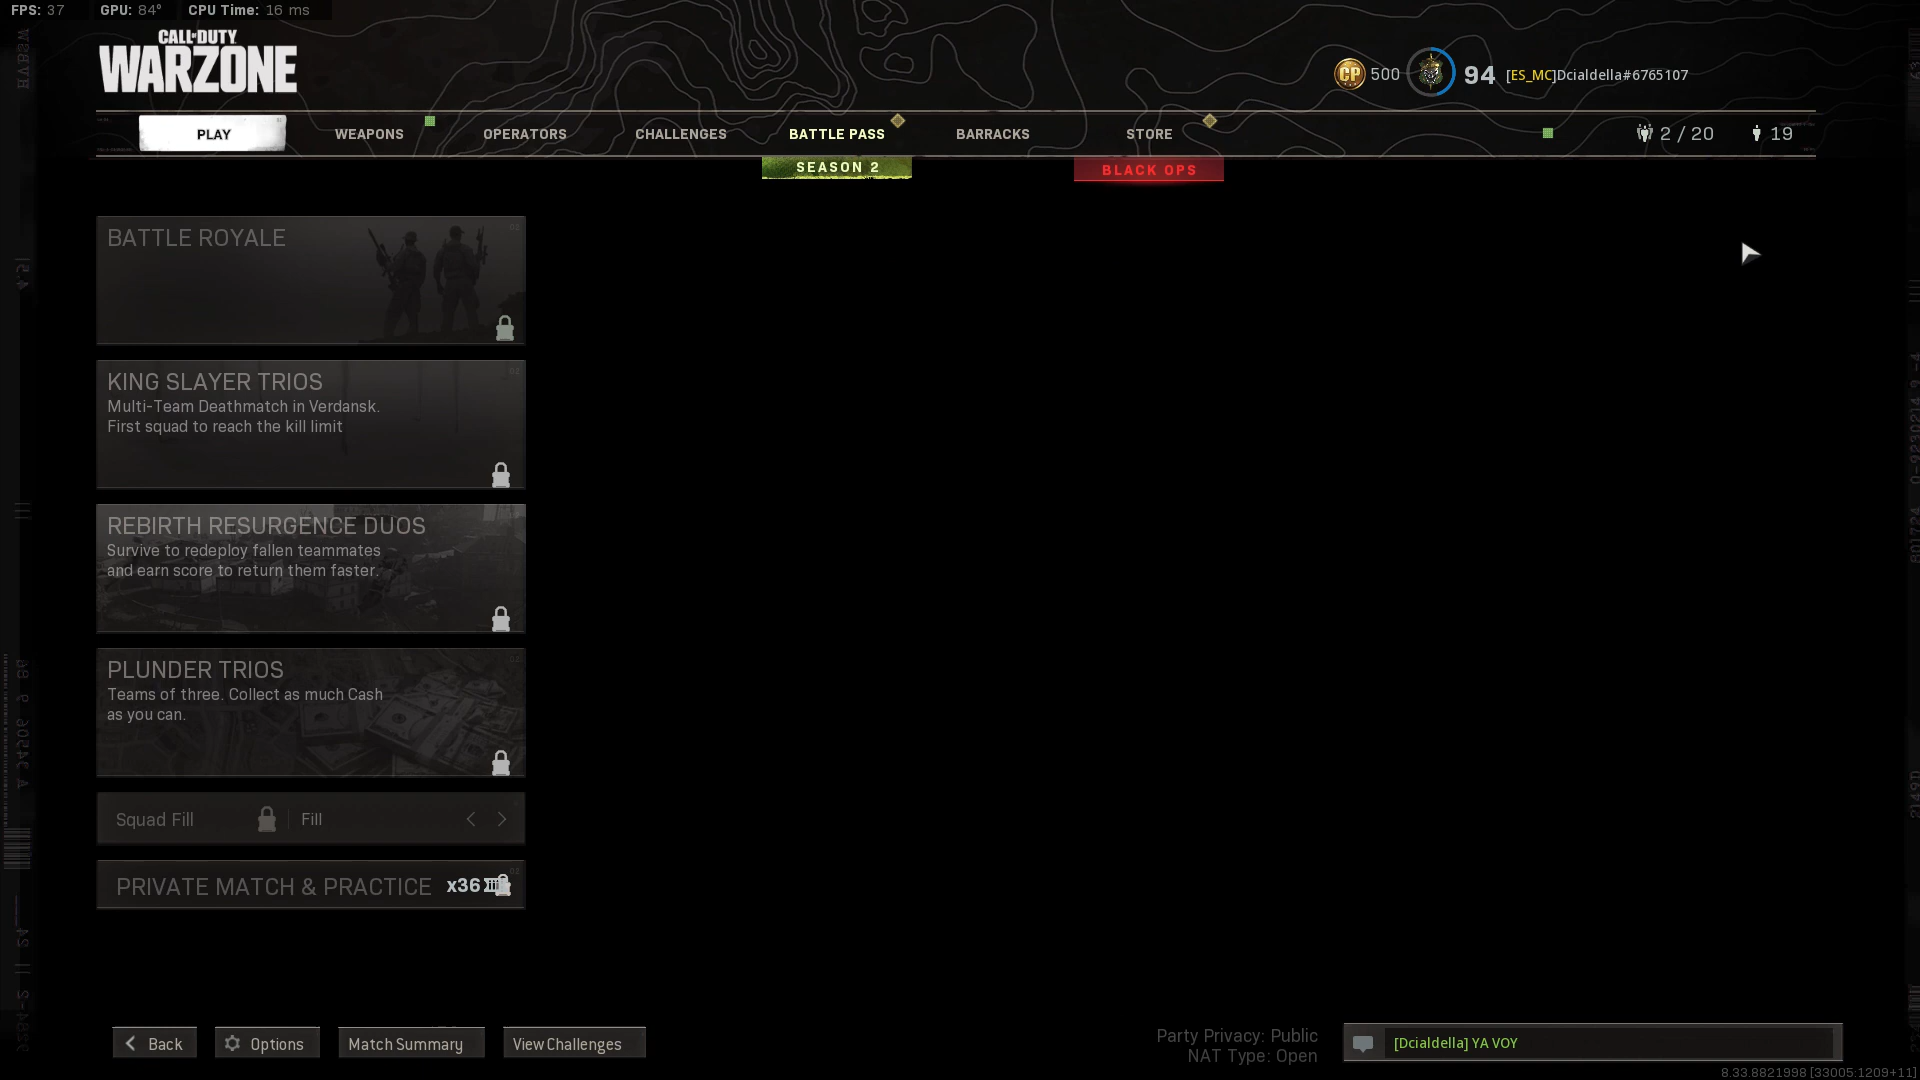 FPS: 37 GPU: 84° CPU Time: 16 ms
CALL OF DUTY
WARZONE
CP 500 94 [ES_MC]Dcialdella#6765107
PLAY WEAPONS OPERATORS CHALLENGES BATTLE PASS BARRACKS STORE 2 / 20 19
SEASON 2 BLACK OPS
BATTLE ROYALE
KING SLAYER TRIOS
Multi-Team Deathmatch in Verdansk.
First squad to reach the kill limit
REBIRTH RESURGENCE DUOS
Survive to redeploy fallen teammates
and earn score to return them faster.
PLUNDER TRIOS
Teams of three. Collect as much Cash
as you can.
Squad Fill Fill
PRIVATE MATCH & PRACTICE x36
Back Options Match Summary View Challenges
Party Privacy: Public
NAT Type: Open
[Dcialdella] YA VOY
8.33.8821998 [33005:1209+11]